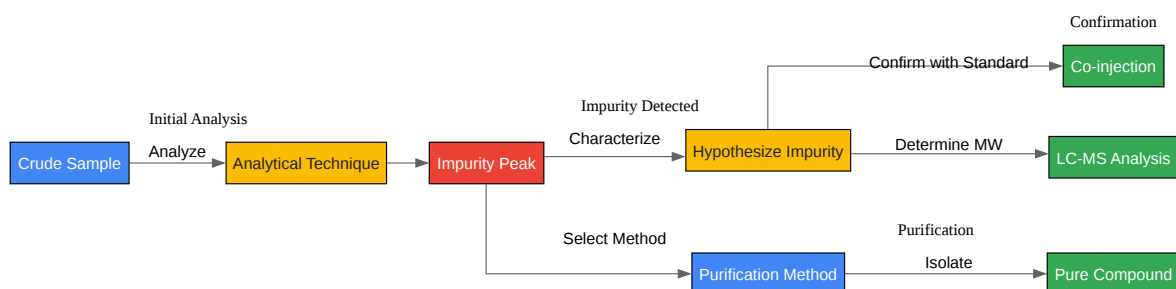 Confirmation
Confirm with Standard
Co-injection
Initial Analysis
Impurity Detected
Crude Sample
Analyze
Analytical Technique
Impurity Peak
Characterize
Hypothesize Impurity
Determine MW
LC-MS Analysis
Select Method
Purification
Purification Method
Isolate
Pure Compound